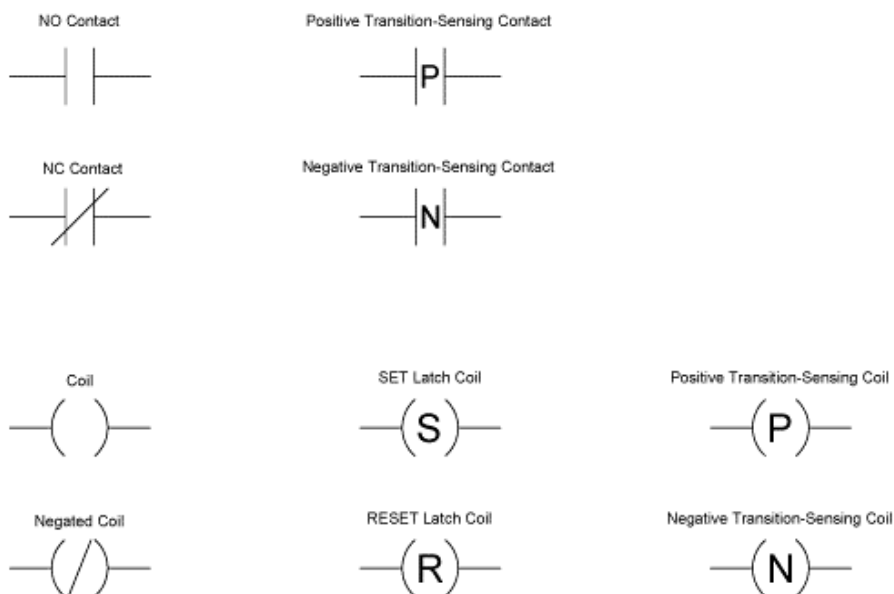 NO Contact
Positive Transition-Sensing Contact
P
NC Contact
Negative Transition-Sensing Contact
N
Coil
SET Latch Coil
Positive Transition-Sensing Coil
S
P
Negated Coil
RESET Latch Coil
Negative Transition-Sensing Coil
R
N